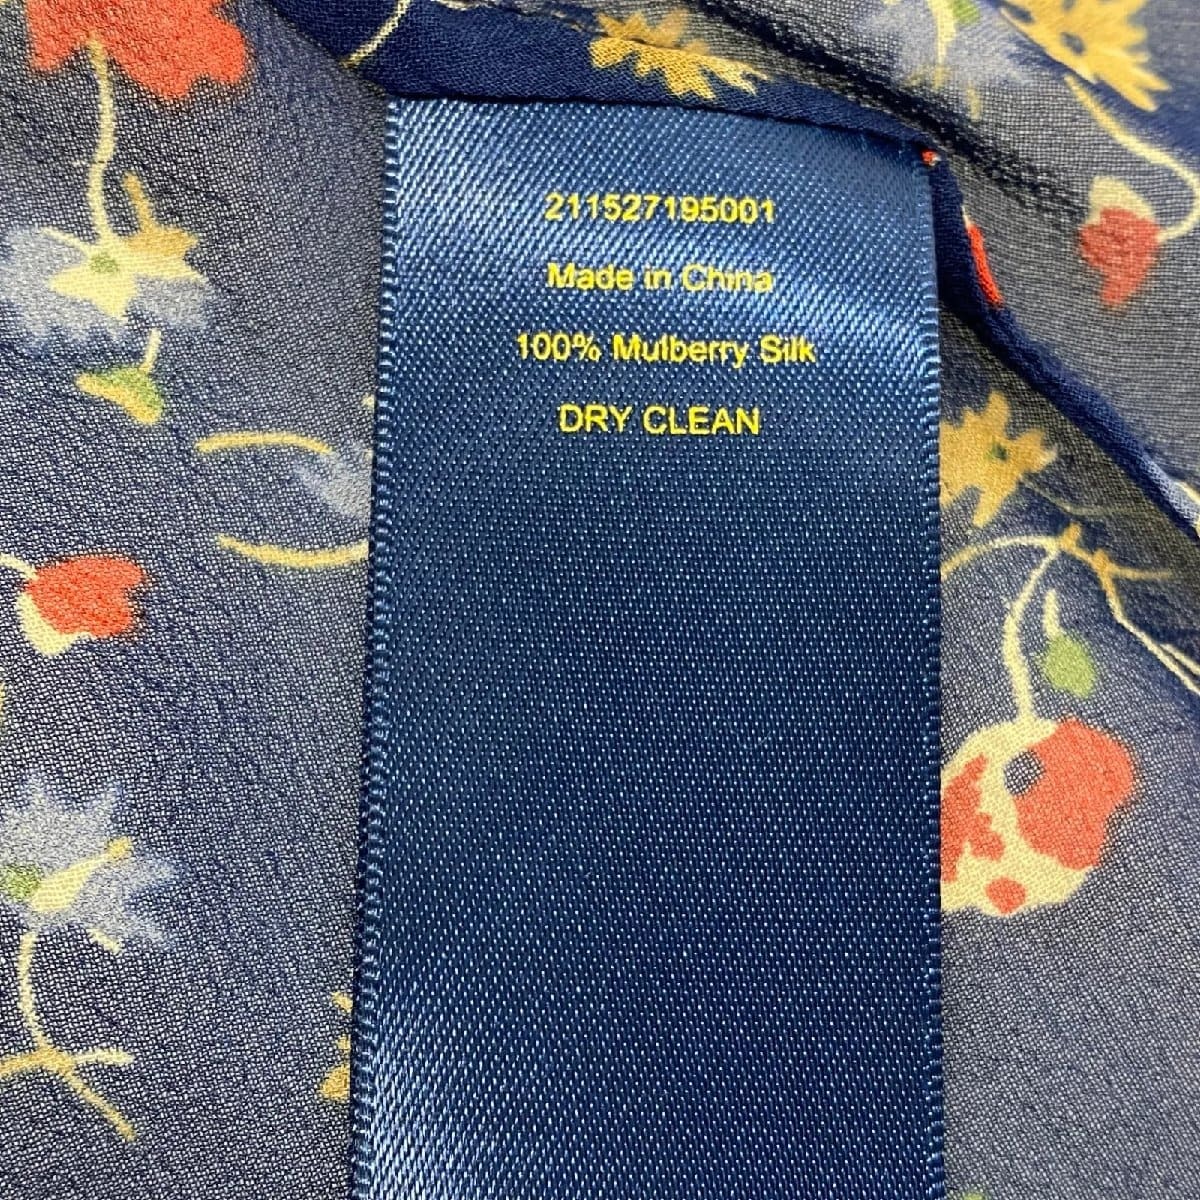 211527195001
Made in China
100% Mulberry Silk
DRY CLEAN